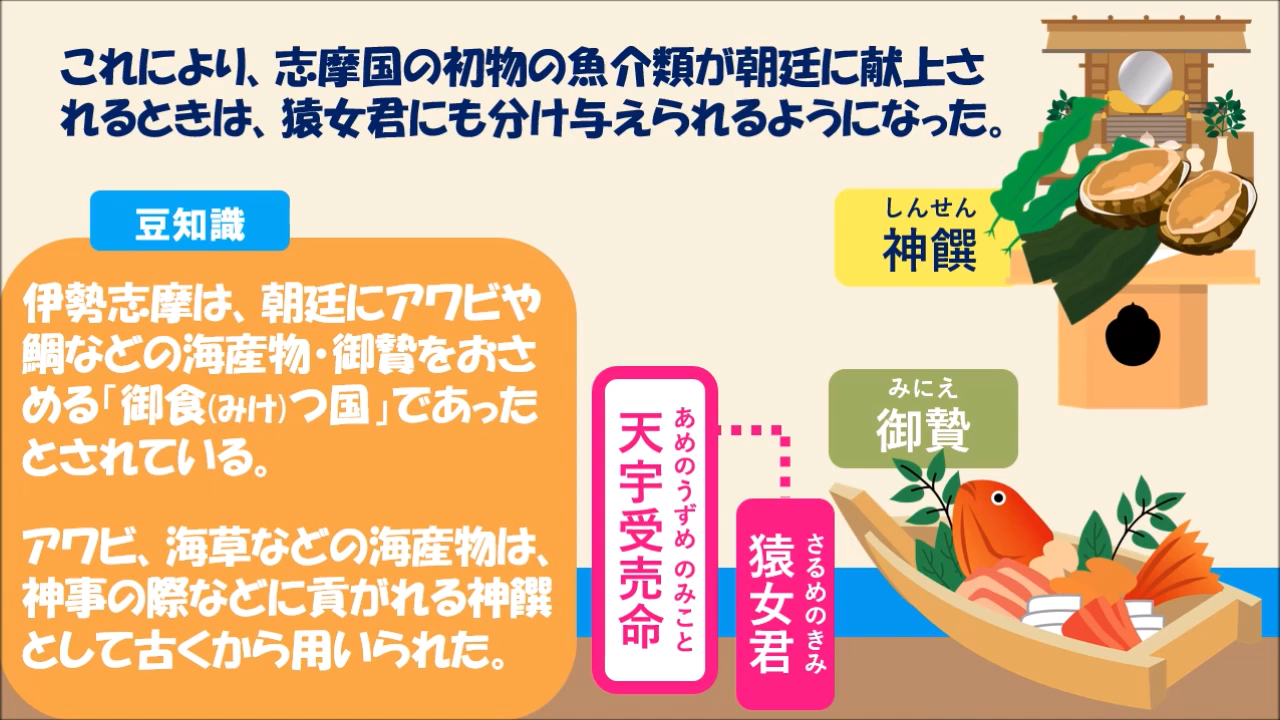 これにより、志摩国の初物の魚介類が朝廷に献上さ
れるときは、猿女君にも分け与えられるようになった。
豆知識
伊勢志摩は、朝廷にアワビや
鯛などの海産物・御贄をおさ
める「御食(みけ)つ国」であった
とされている。
アワビ、海草などの海産物は、
神事の際などに貢がれる神饌
として古くから用いられた。
しんせん
神饌
みにえ
御贄
あめのうずめ のみこと
天宇受売命
さるめのきみ
猿女君